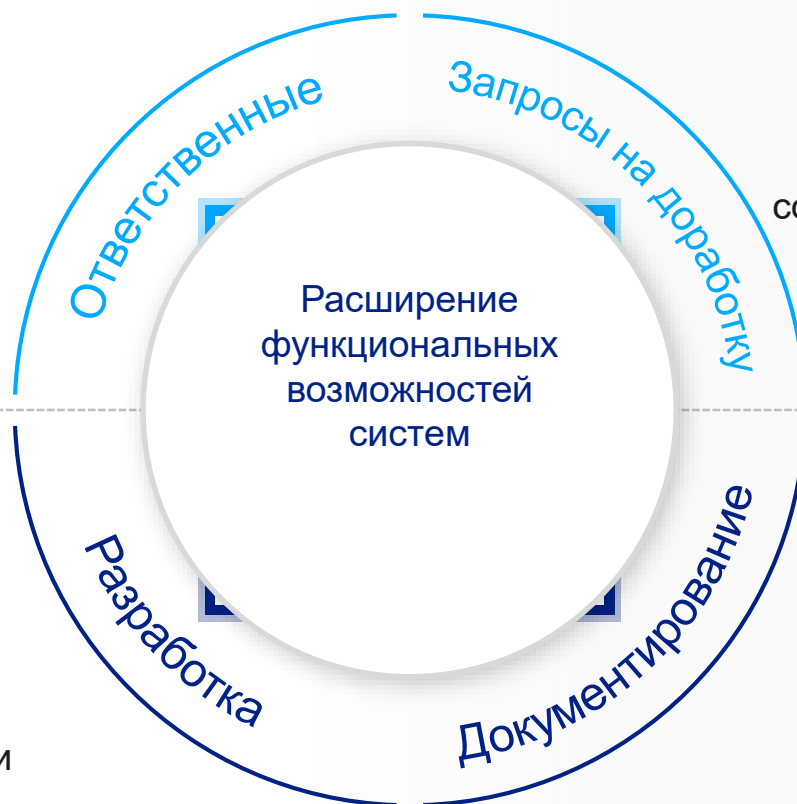 Ответственные
Запросы на доработку
Расширение
функциональных
возможностей
систем
Разработка
Документирование